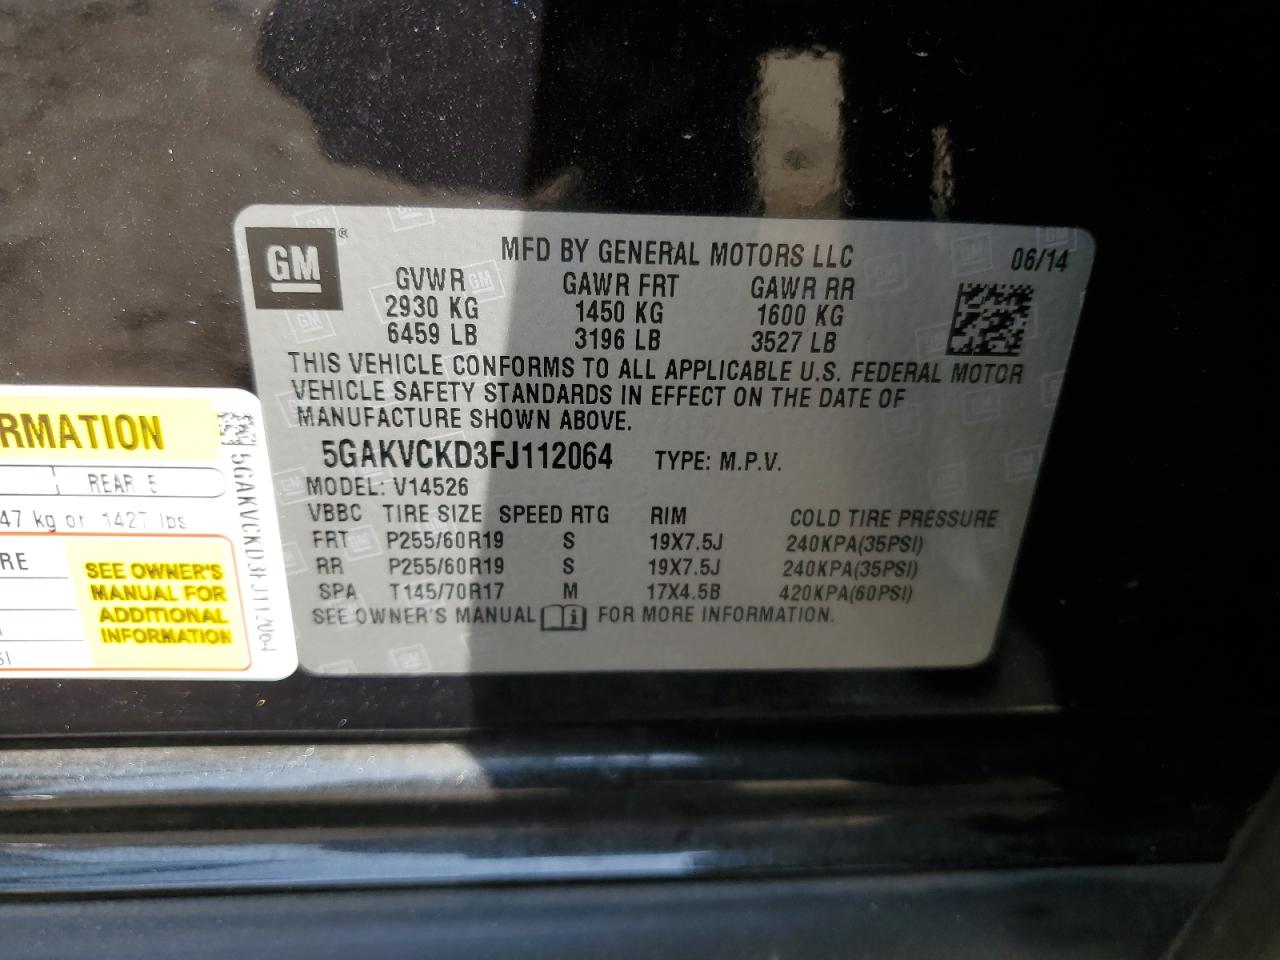 GM ®
MFD BY GENERAL MOTORS LLC 06/14
GVWR GAWR FRT GAWR RR
2930 KG 1450 KG 1600 KG
6459 LB 3196 LB 3527 LB
THIS VEHICLE CONFORMS TO ALL APPLICABLE U.S. FEDERAL MOTOR
VEHICLE SAFETY STANDARDS IN EFFECT ON THE DATE OF
MANUFACTURE SHOWN ABOVE.
5GAKVCKD3FJ112064 TYPE: M.P.V.
MODEL: V14526
VBBC TIRE SIZE SPEED RTG RIM COLD TIRE PRESSURE
FRT P255/60R19 S 19X7.5J 240KPA(35PSI)
RR P255/60R19 S 19X7.5J 240KPA(35PSI)
SPA T145/70R17 M 17X4.5B 420KPA(60PSI)
SEE OWNER'S MANUAL i FOR MORE INFORMATION.
RMATION
REAR 5
47 kg or 1427 lbs
RE
SEE OWNER'S
MANUAL FOR
ADDITIONAL
INFORMATION
SI
5GAKVCKD3FJ112064